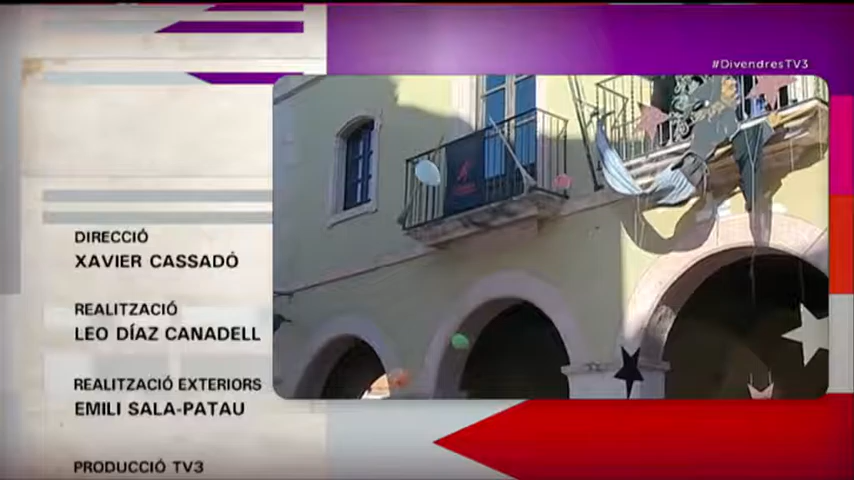 #DivendresTV3
DIRECCIÓ
XAVIER CASSADÓ
REALITZACIÓ
LEO DÍAZ CANADELL
REALITZACIÓ EXTERIORS
EMILI SALA-PATAU
PRODUCCIÓ TV3